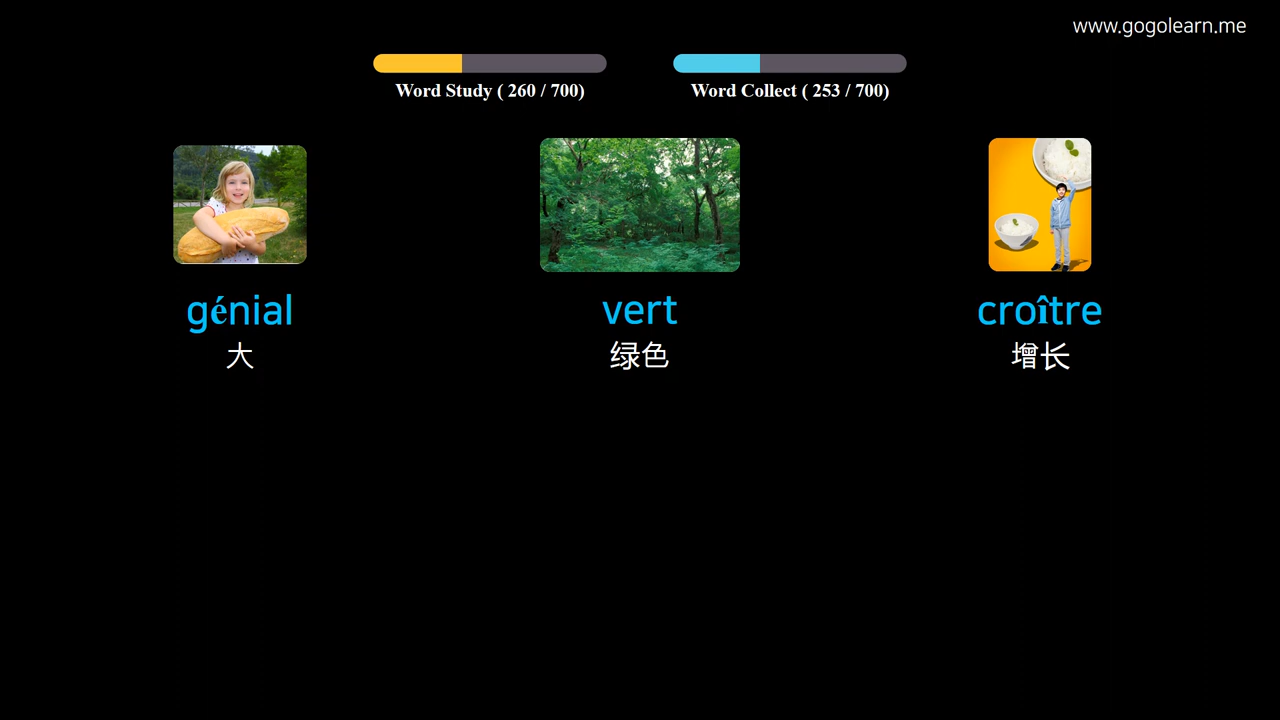 www.gogolearn.me
Word Study ( 260 / 700)
Word Collect ( 253 / 700)
génial
vert
croître
大
绿色
增长